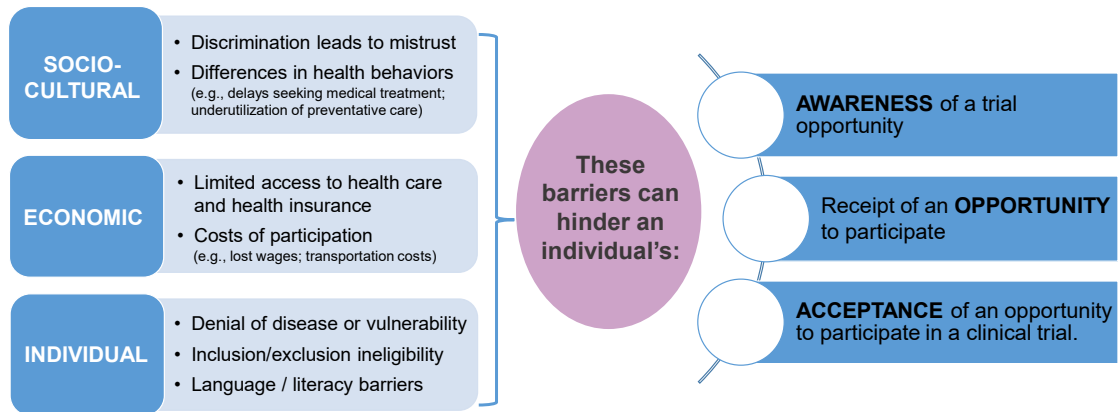 SOCIO-
CULTURAL
• Discrimination leads to mistrust
• Differences in health behaviors
(e.g., delays seeking medical treatment;
underutilization of preventative care)
ECONOMIC
• Limited access to health care
and health insurance
• Costs of participation
(e.g., lost wages; transportation costs)
INDIVIDUAL
• Denial of disease or vulnerability
• Inclusion/exclusion ineligibility
• Language / literacy barriers
These
barriers can
hinder an
individual's:
AWARENESS of a trial
opportunity
Receipt of an OPPORTUNITY
to participate
ACCEPTANCE of an opportunity
to participate in a clinical trial.